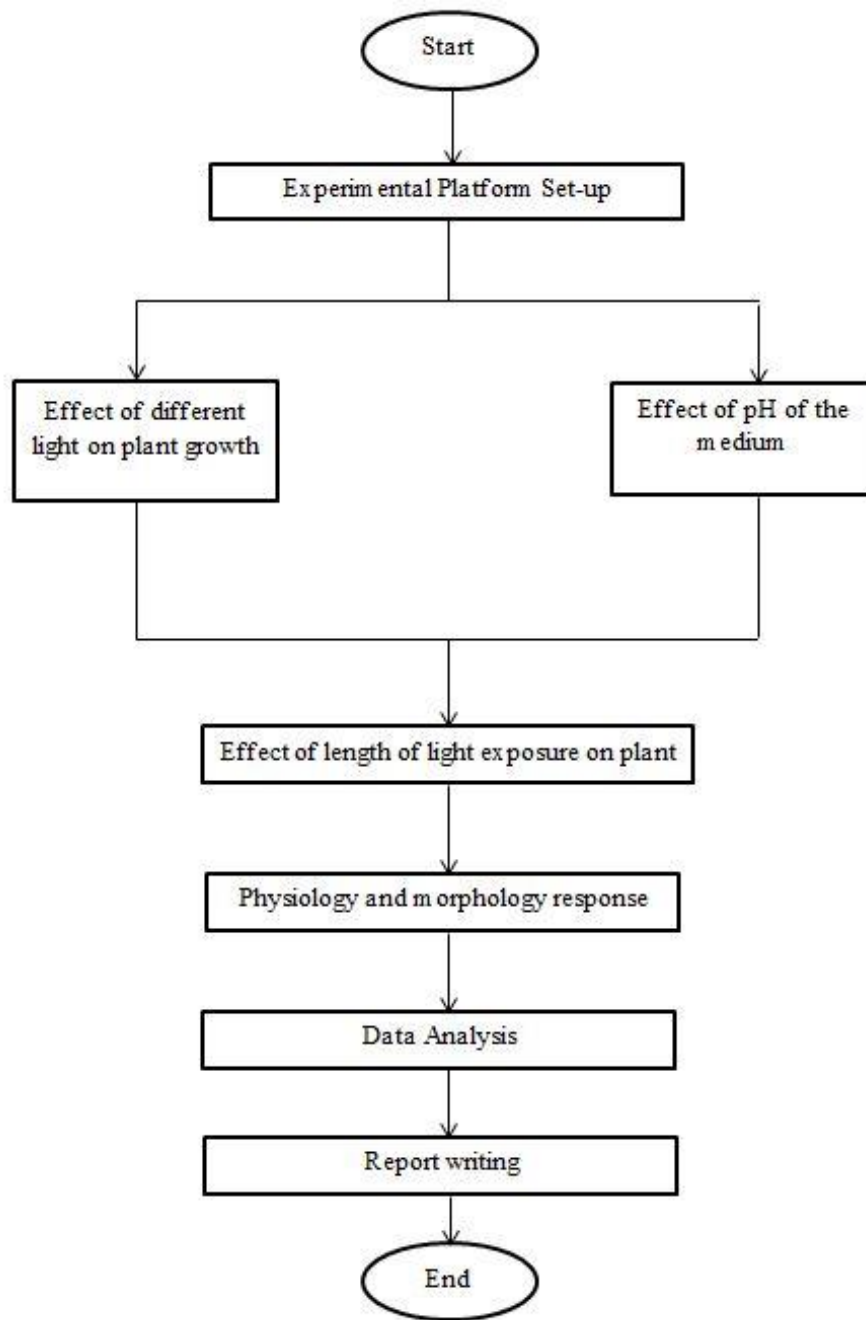 Start
Experimental Platform Set-up
Effect of different
light on plant growth
Effect of pH of the
medium
Effect of length of light exposure on plant
Physiology and morphology response
Data Analysis
Report writing
End